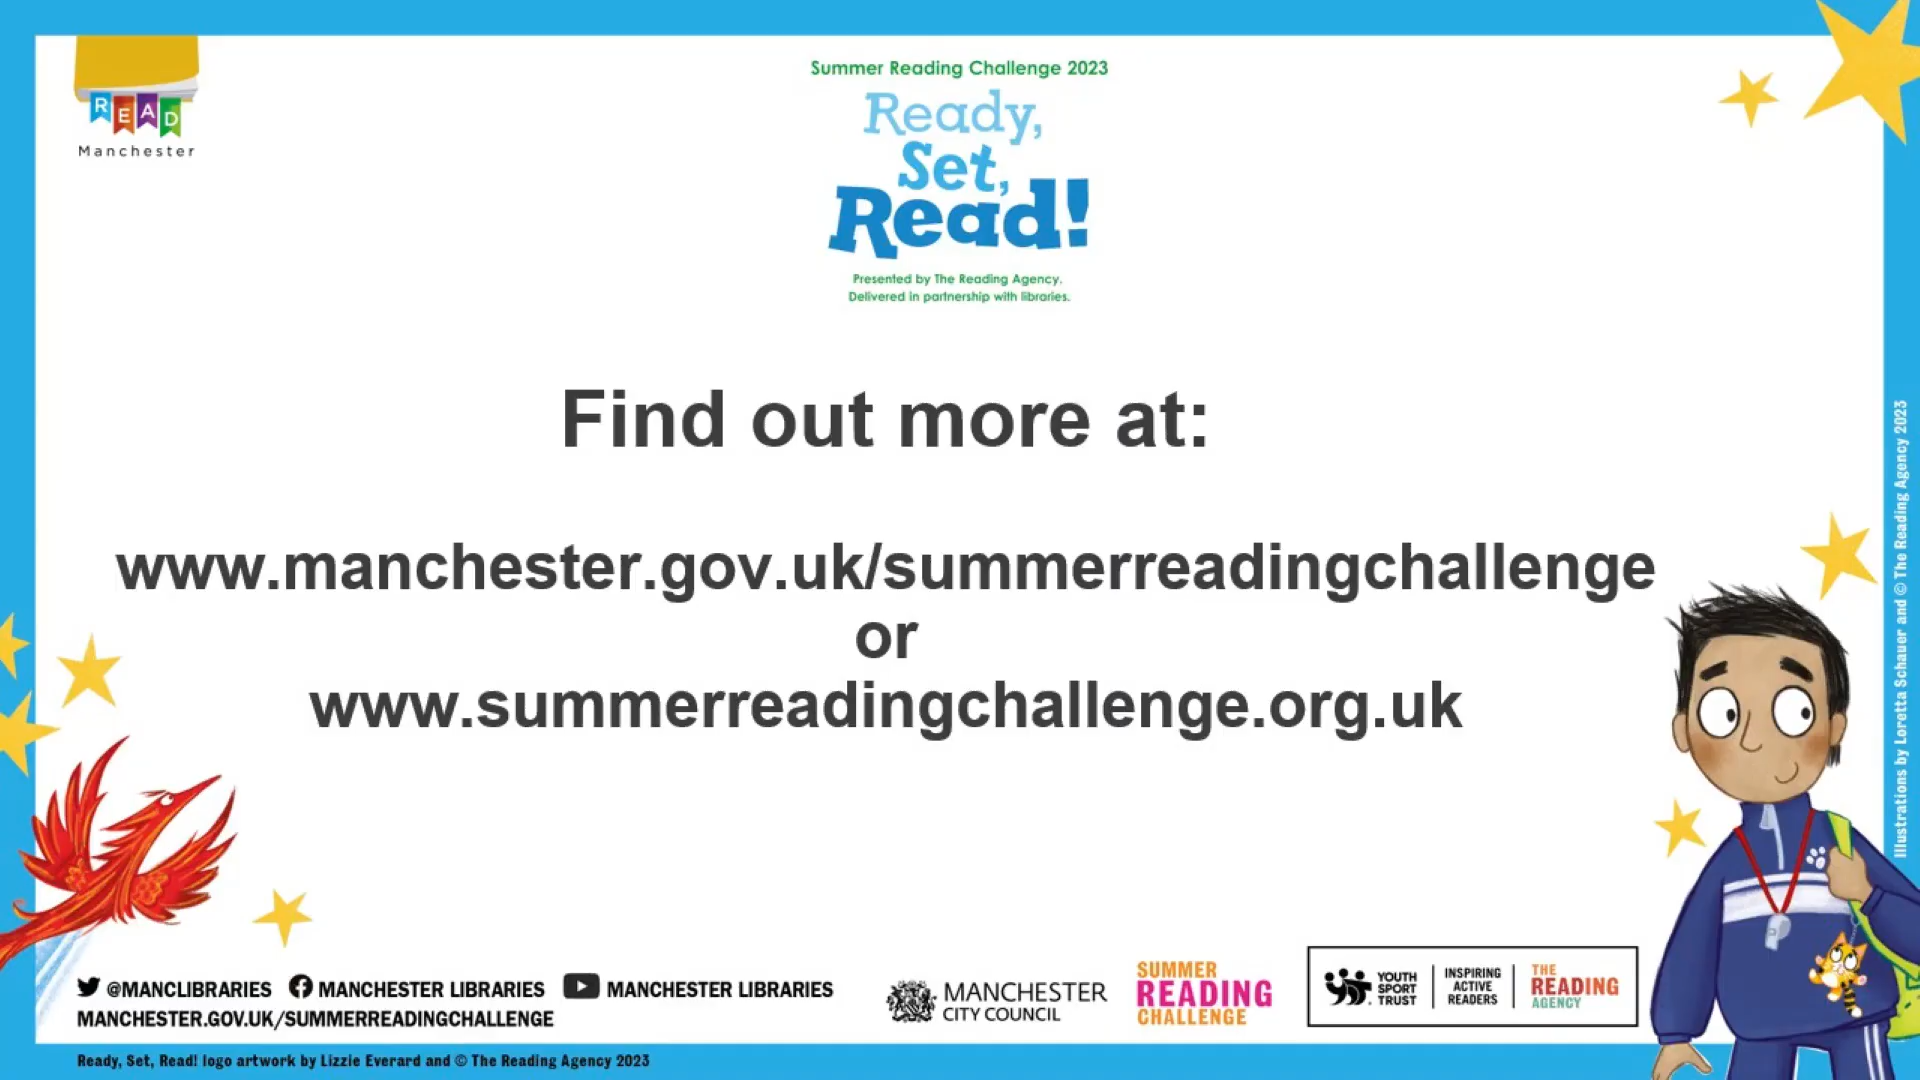 READ
Manchester
Summer Reading Challenge 2023
Ready,
Set,
Read!
Presented by The Reading Agency.
Delivered in partnership with libraries.
Find out more at:
www.manchester.gov.uk/summerreadingchallenge
or
www.summerreadingchallenge.org.uk
Illustrations by Loretta Schauer and © The Reading Agency 2023
@MANCLIBRARIES MANCHESTER LIBRARIES MANCHESTER LIBRARIES
MANCHESTER.GOV.UK/SUMMERREADINGCHALLENGE
MANCHESTER
CITY COUNCIL
SUMMER
READING
CHALLENGE
YOUTH
SPORT
TRUST
INSPIRING
ACTIVE
READERS
THE
READING
AGENCY
Ready, Set, Read! logo artwork by Lizzie Everard and © The Reading Agency 2023